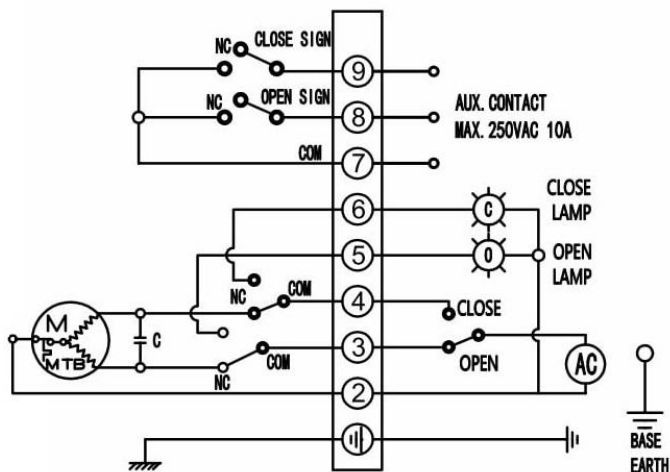 NC CLOSE SIGN
9
NC OPEN SIGN
8
AUX. CONTACT
MAX. 250VAC 10A
COM
7
6
C
CLOSE
LAMP
5
O
OPEN
LAMP
NC
COM
4
CLOSE
M
C
MTB
NC
COM
3
OPEN
AC
2
BASE
EARTH